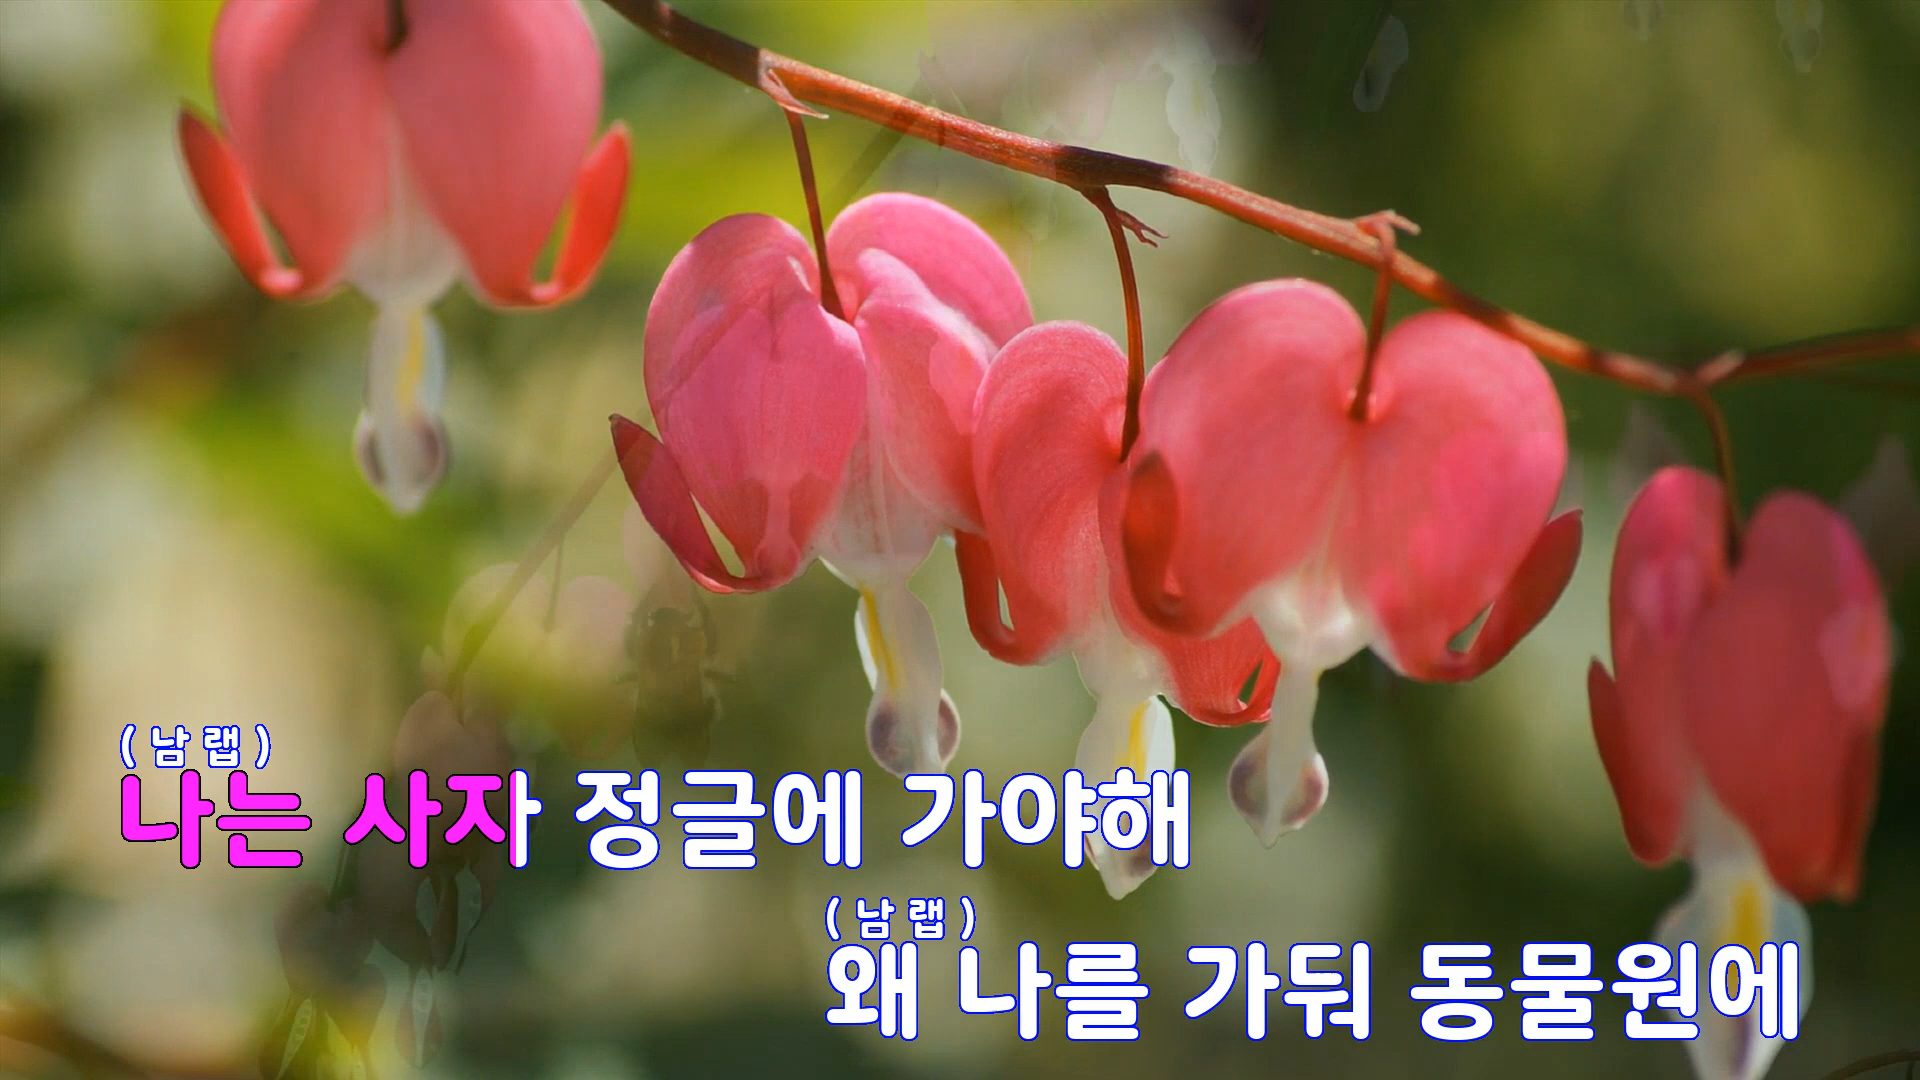 ( 남 랩 )
나는 사자 정글에 가야해
( 남 랩 )
왜 나를 가둬 동물원에